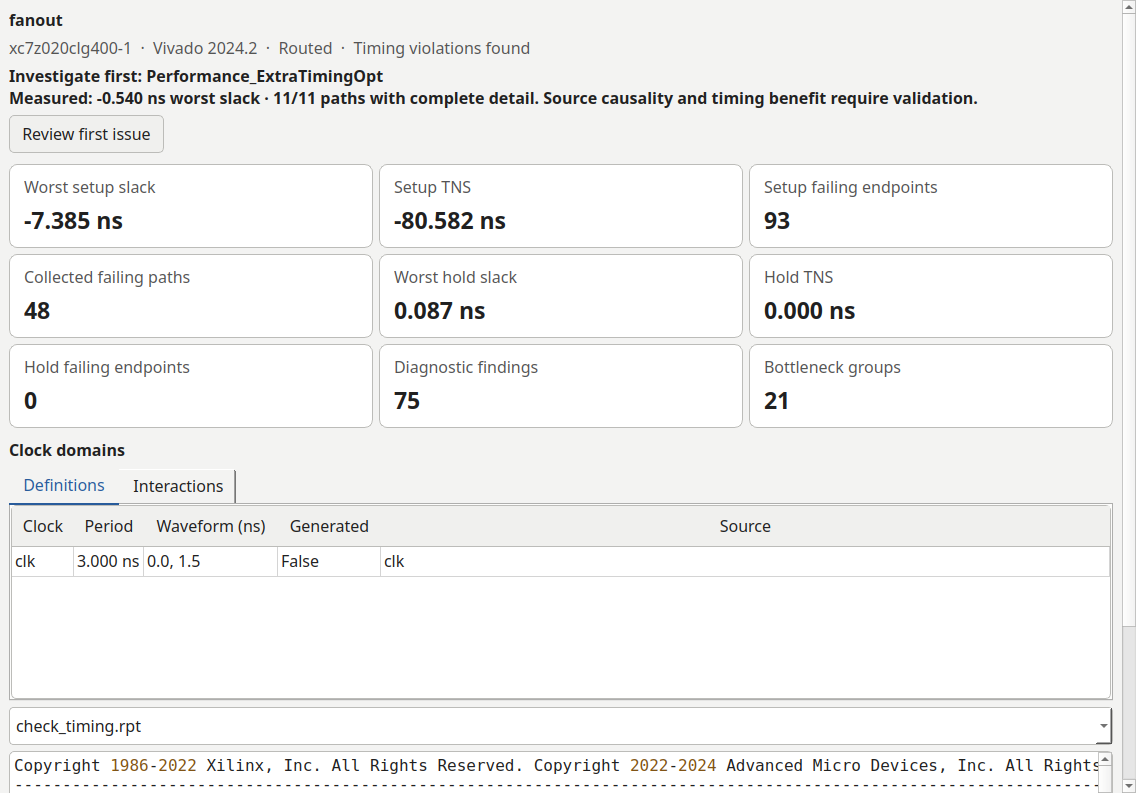 fanout
xc7z020clg400-1 · Vivado 2024.2 · Routed · Timing violations found
Investigate first: Performance_ExtraTimingOpt
Measured: -0.540 ns worst slack · 11/11 paths with complete detail. Source causality and timing benefit require validation.
Review first issue
Worst setup slack
-7.385 ns
Setup TNS
-80.582 ns
Setup failing endpoints
93
Collected failing paths
48
Worst hold slack
0.087 ns
Hold TNS
0.000 ns
Hold failing endpoints
0
Diagnostic findings
75
Bottleneck groups
21
Clock domains
Definitions Interactions
Clock Period Waveform (ns) Generated Source
clk 3.000 ns 0.0, 1.5 False clk
check_timing.rpt
Copyright 1986-2022 Xilinx, Inc. All Rights Reserved. Copyright 2022-2024 Advanced Micro Devices, Inc. All Rights